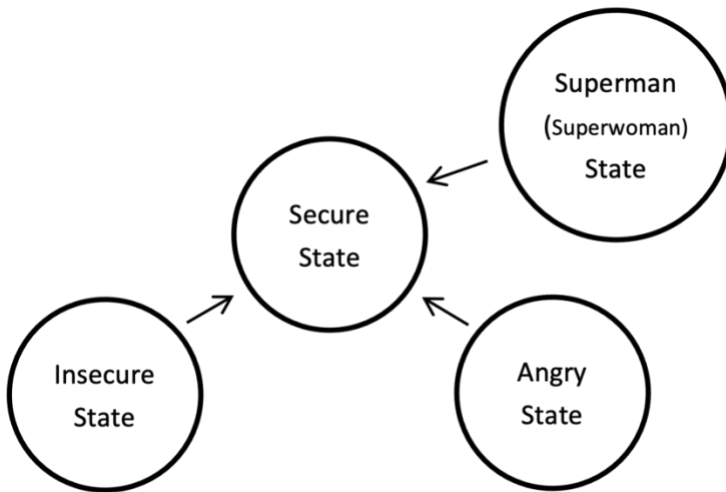 Superman
(Superwoman)
State
Secure
State
Insecure
State
Angry
State